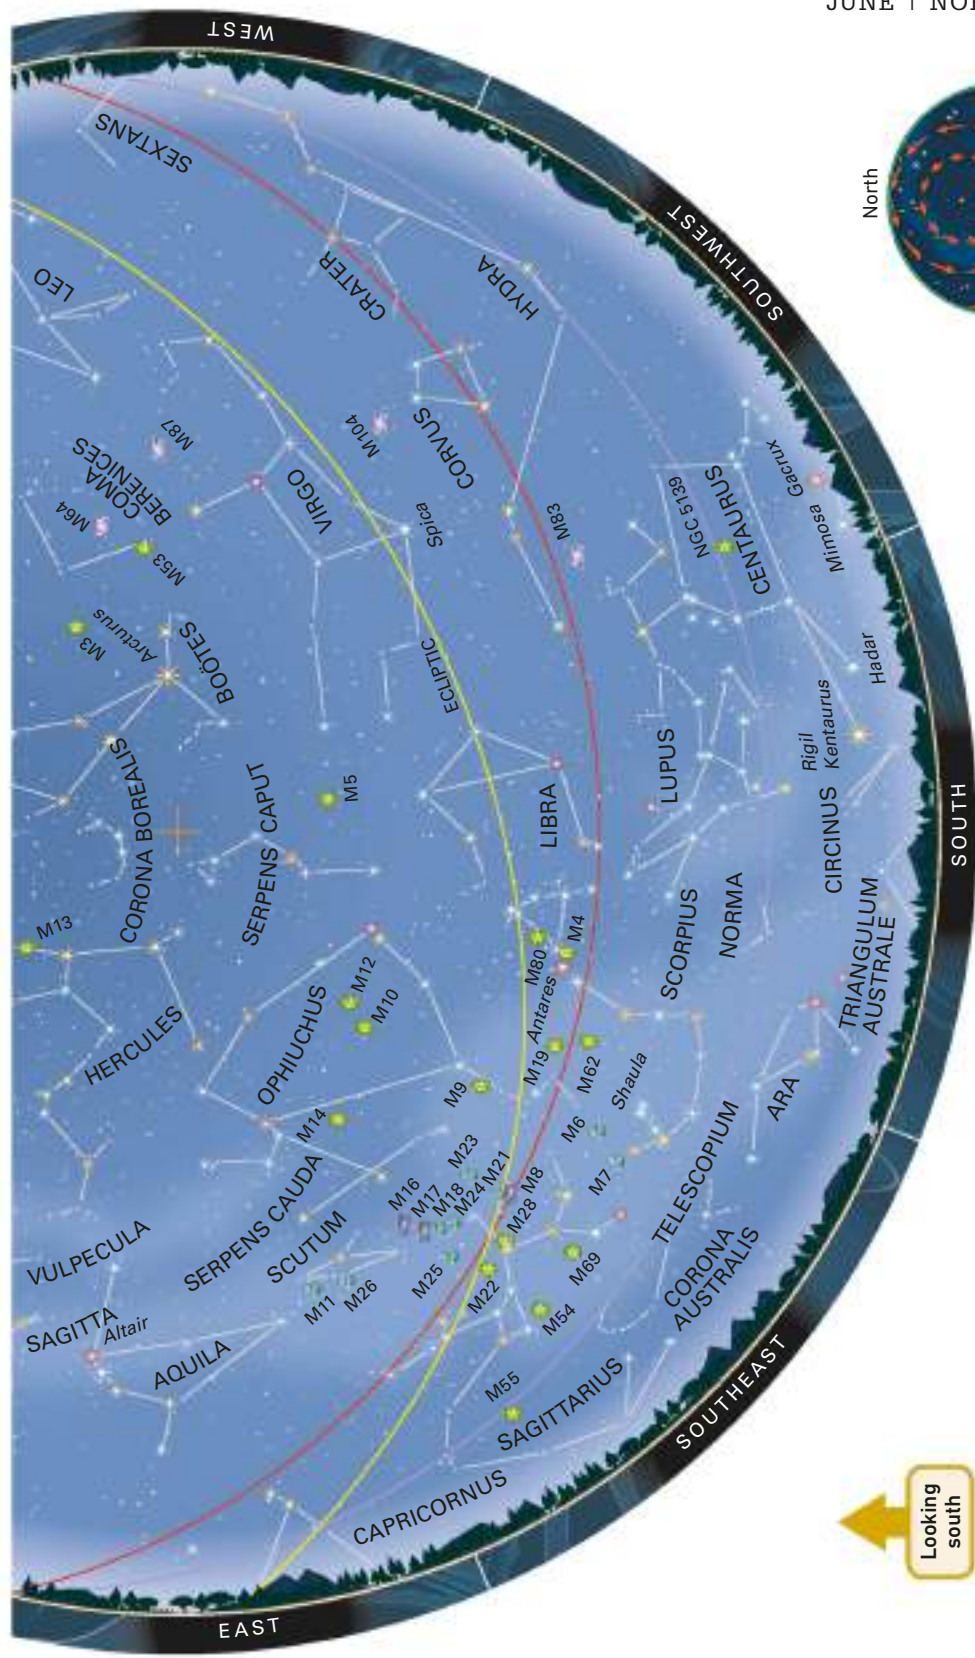 JUNE | NO
WEST
SEXTANS
North
LEO
CRATER
HYDRA
SOUTHWEST
M87
COMA
BERENICES
M64
M53
M104
CORVUS
VIRGO
Spica
M83
NGC 5139
CENTAURUS
Gacrux
Mimosa
M3
Arcturus
BOÖTES
ECLIPTIC
Hadar
Rigil
Kentaurus
LUPUS
CORONA BOREALIS
SERPENS CAPUT
M5
LIBRA
CIRCINUS
SOUTH
M13
NORMA
SCORPIUS
M4
M80
Antares
TRIANGULUM
AUSTRALE
HERCULES
OPHIUCHUS
M12
M10
M19
M62
M9
Shaula
ARA
M14
M6
M7
TELESCOPIUM
SERPENS CAUDA
SCUTUM
M16
M17
M18
M24
M23
M21
M8
M28
VULPECULA
M11
M26
M25
M22
M69
M54
CORONA
AUSTRALIS
SAGITTA
Altair
AQUILA
M55
SAGITTARIUS
SOUTHEAST
CAPRICORNUS
EAST
Looking
south